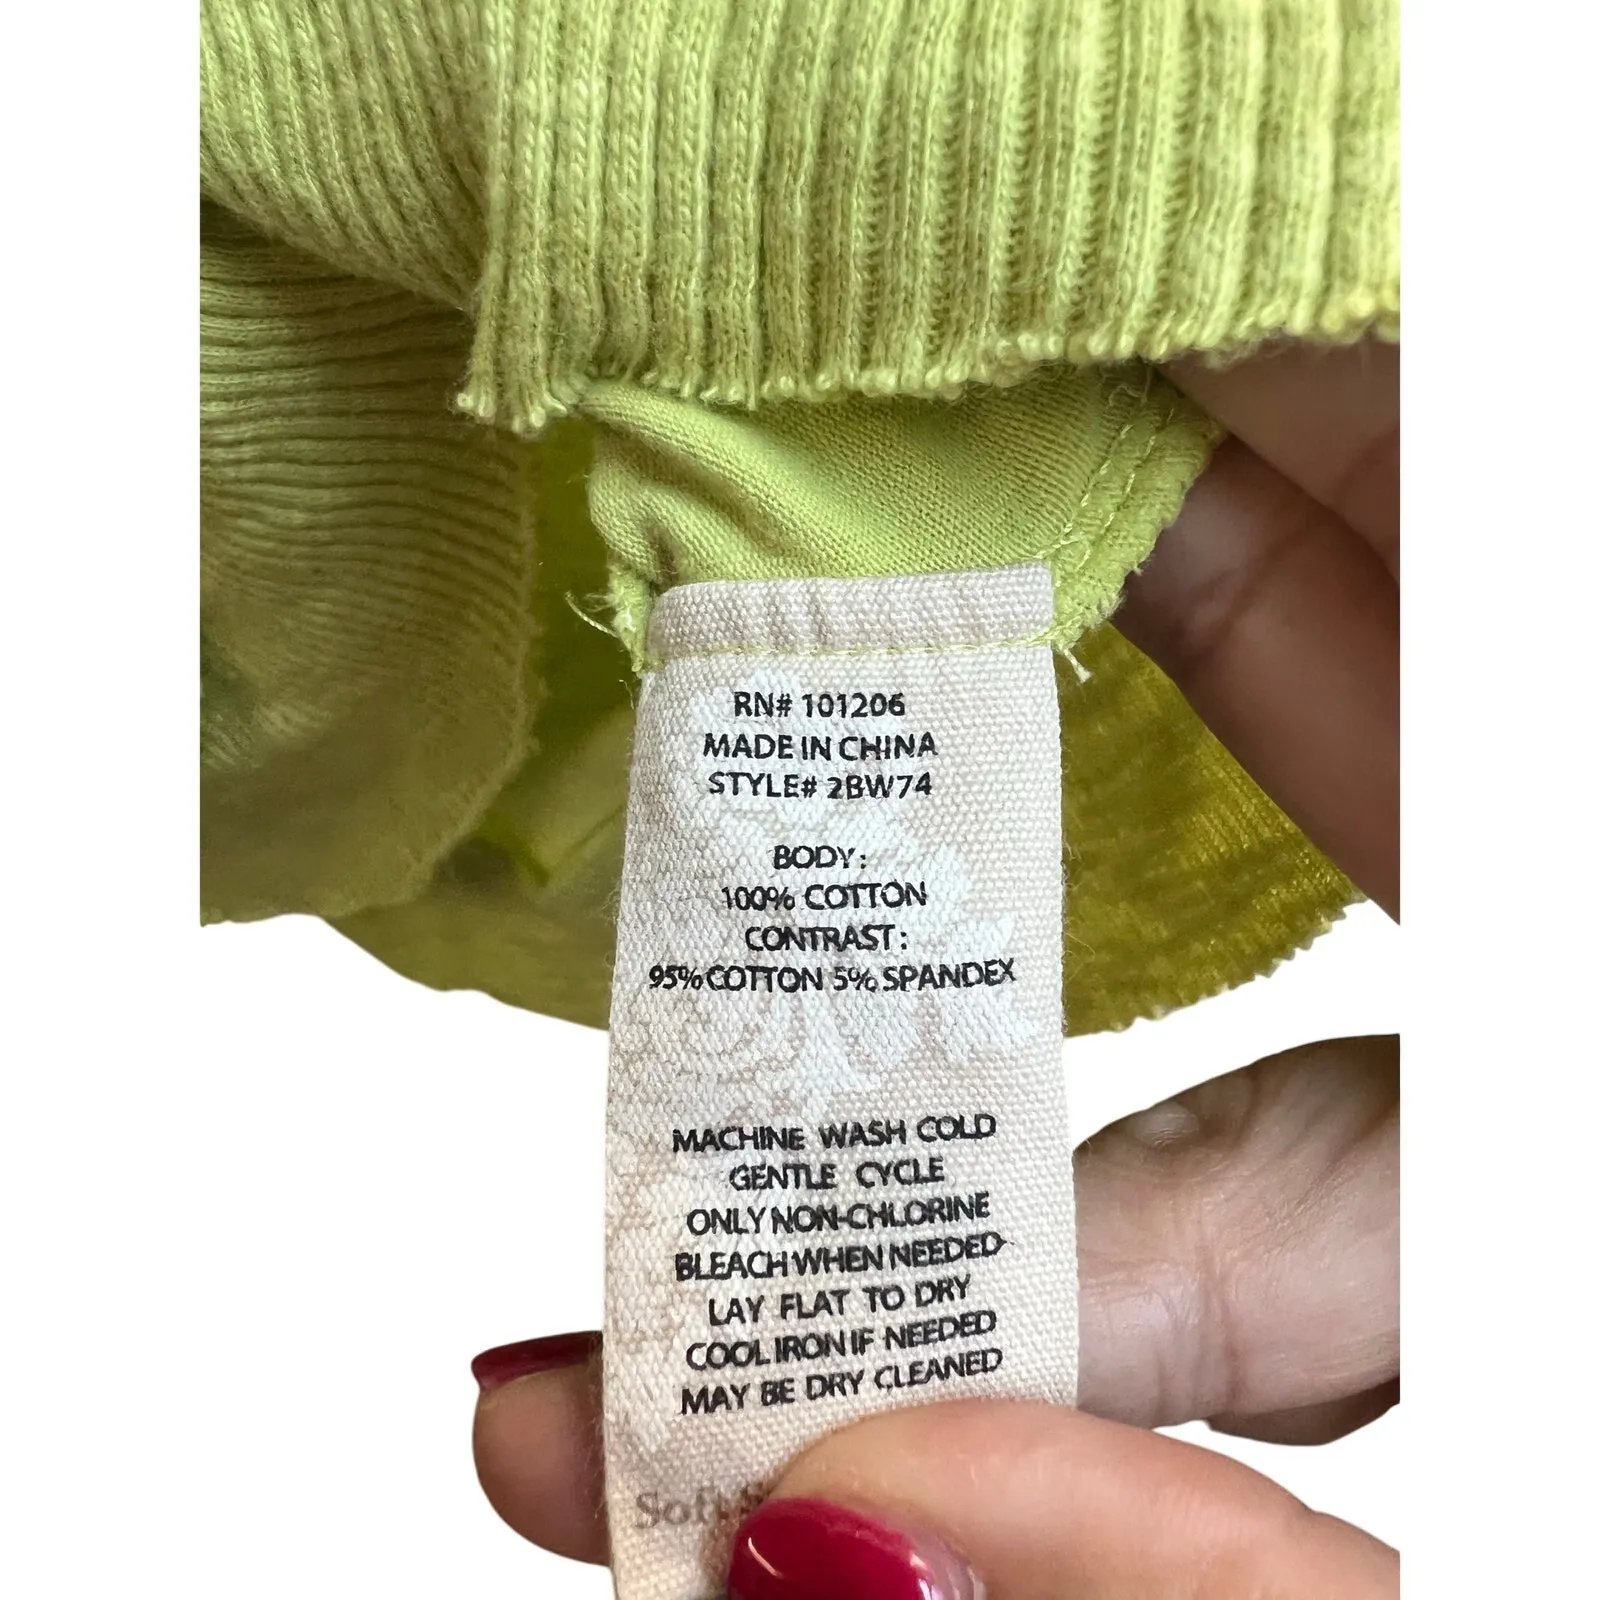 RN# 101206
MADE IN CHINA
STYLE# 2BW74
BODY:
100% COTTON
CONTRAST:
95% COTTON 5% SPANDEX
MACHINE WASH COLD
GENTLE CYCLE
ONLY NON-CHLORINE
BLEACH WHEN NEEDED
LAY FLAT TO DRY
COOL IRON IF NEEDED
MAY BE DRY CLEANED